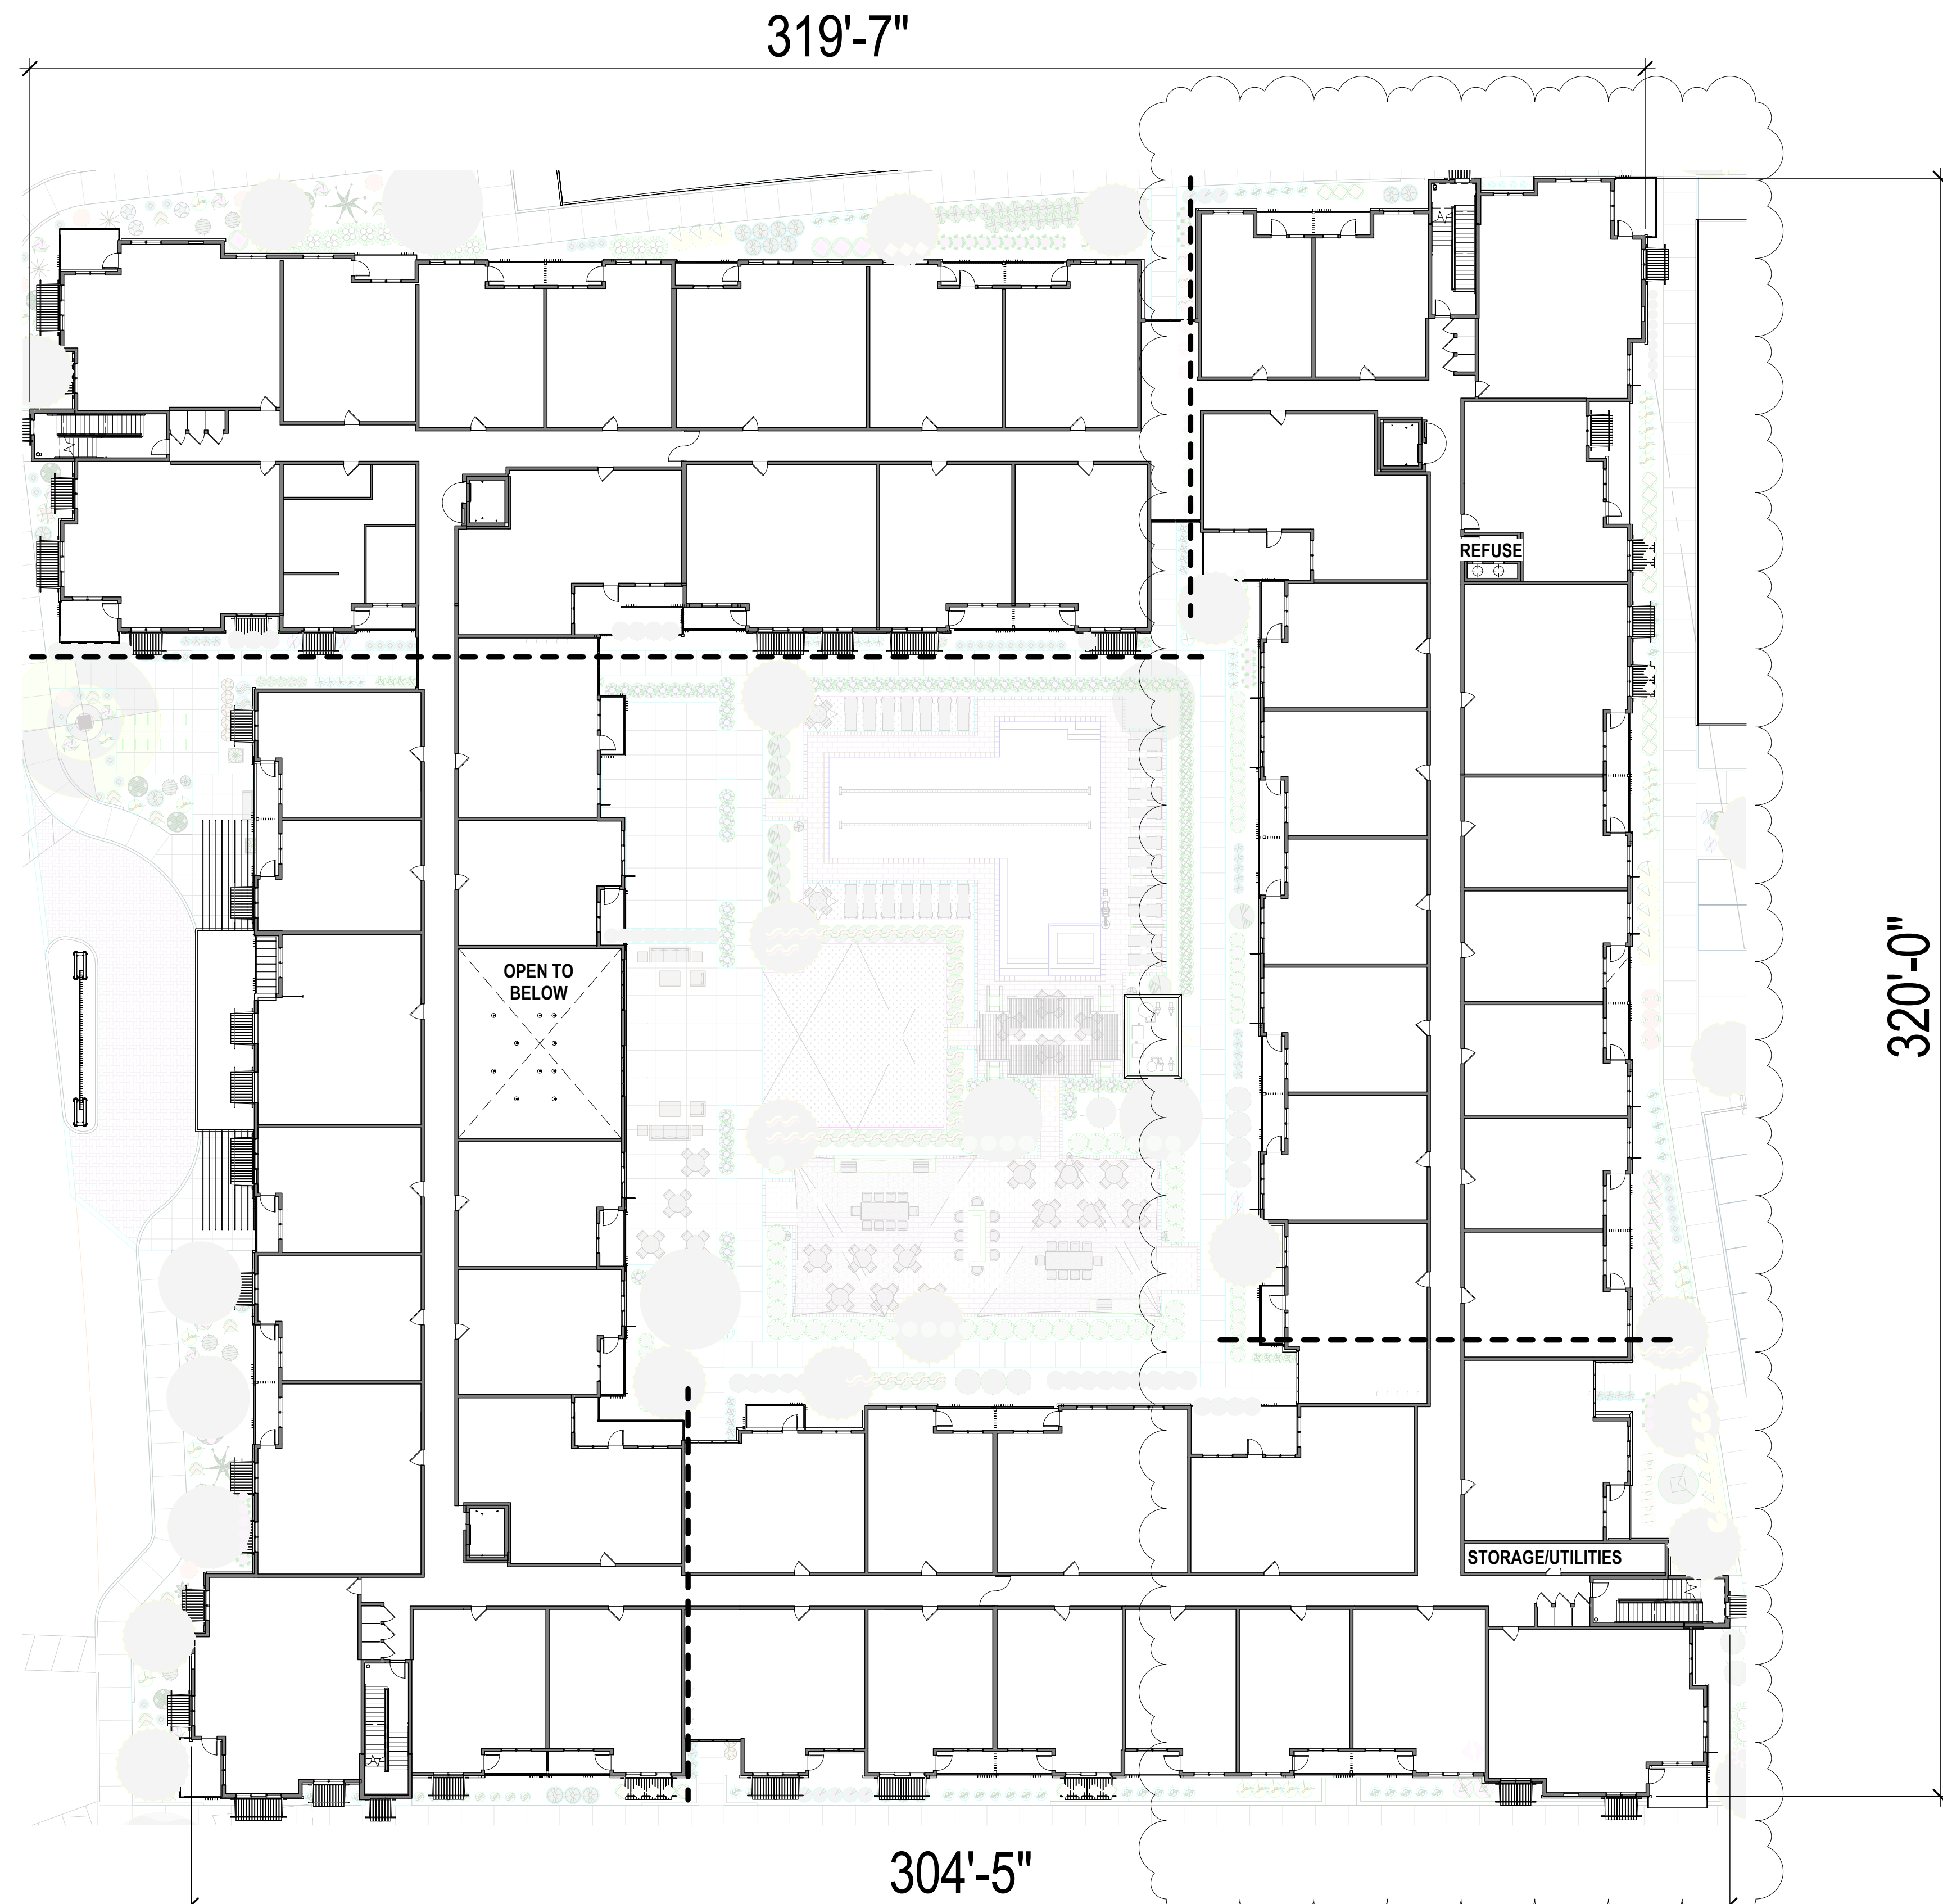 319'-7"
REFUSE
OPEN TO
BELOW
320'-0"
STORAGE/UTILITIES
304'-5"